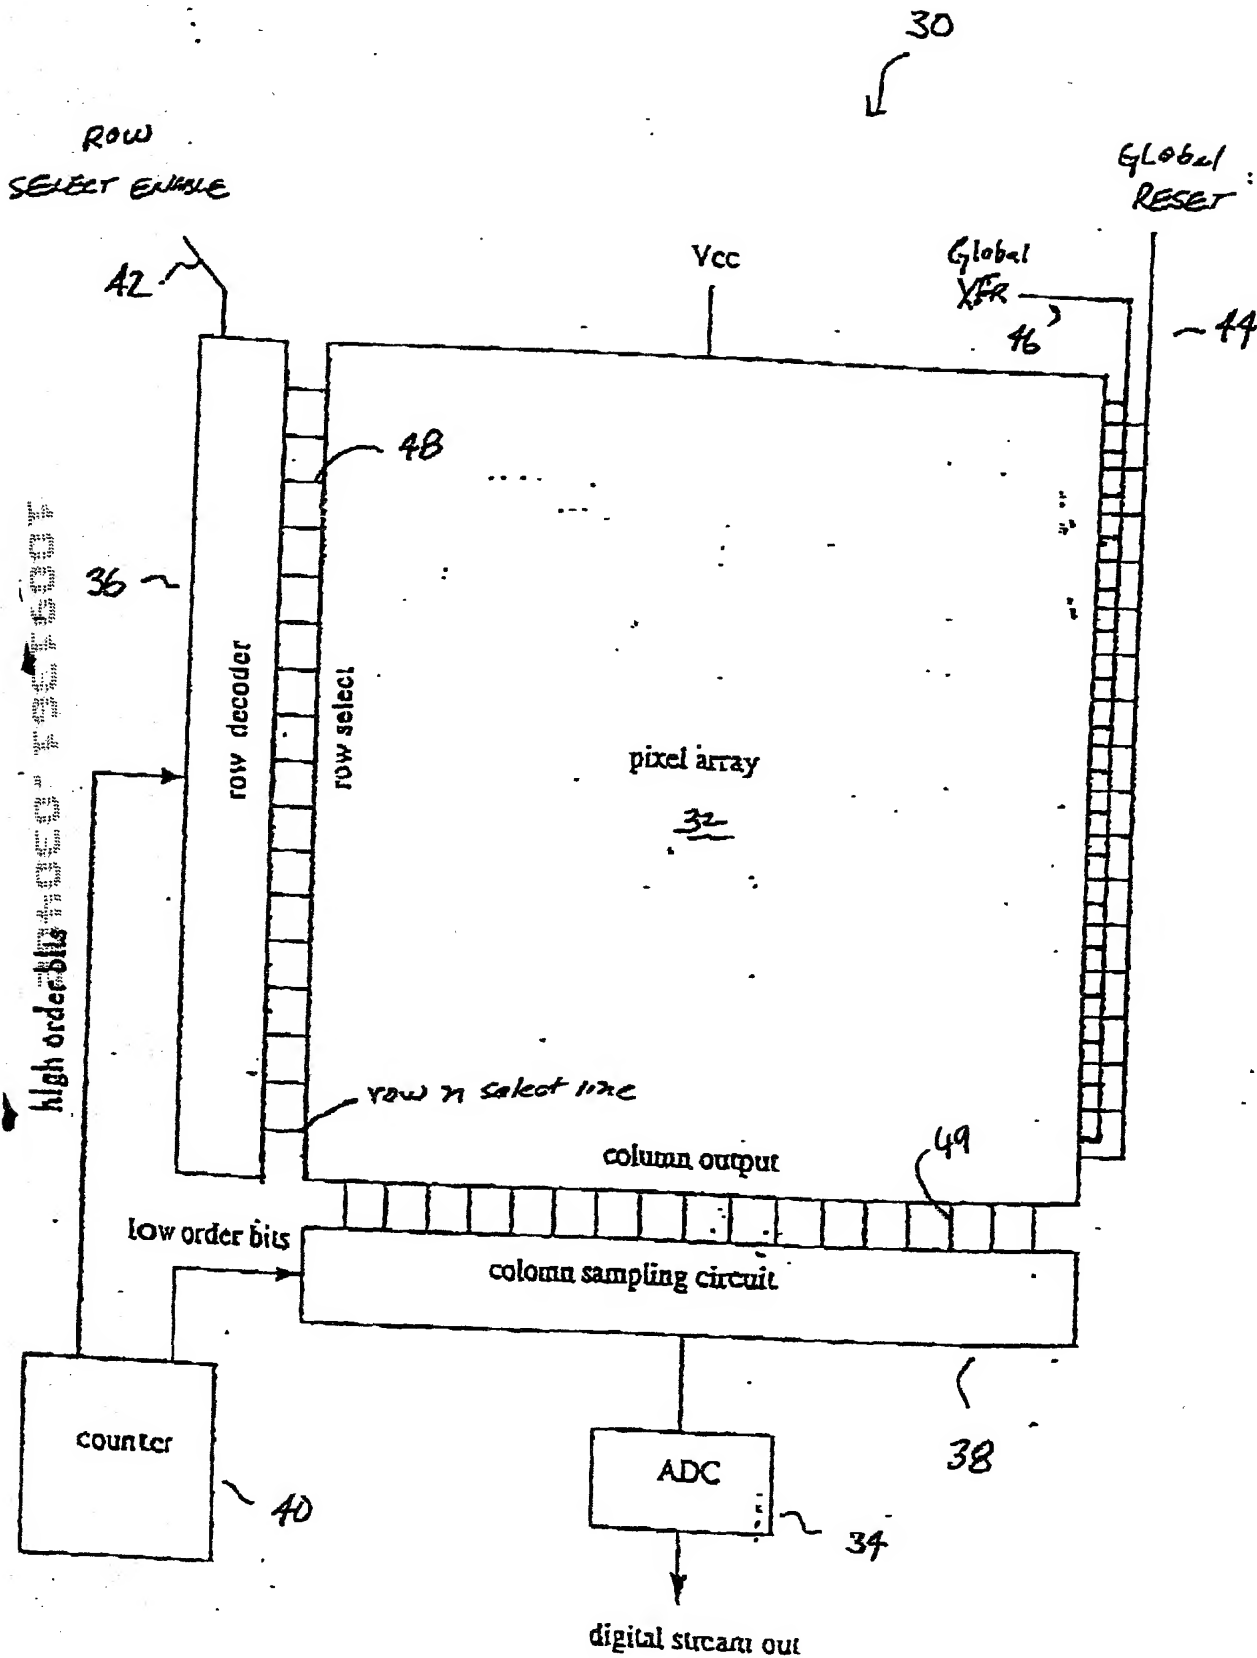 30
ROW
SELECT ENABLE
Global
RESET
42
Vcc
Global
XFR
46
44
48
36
row decoder
row select
pixel array
32
high order bits
row n select line
column output
49
low order bits
colomn sampling circuit
counter
40
38
ADC
34
digital stream out